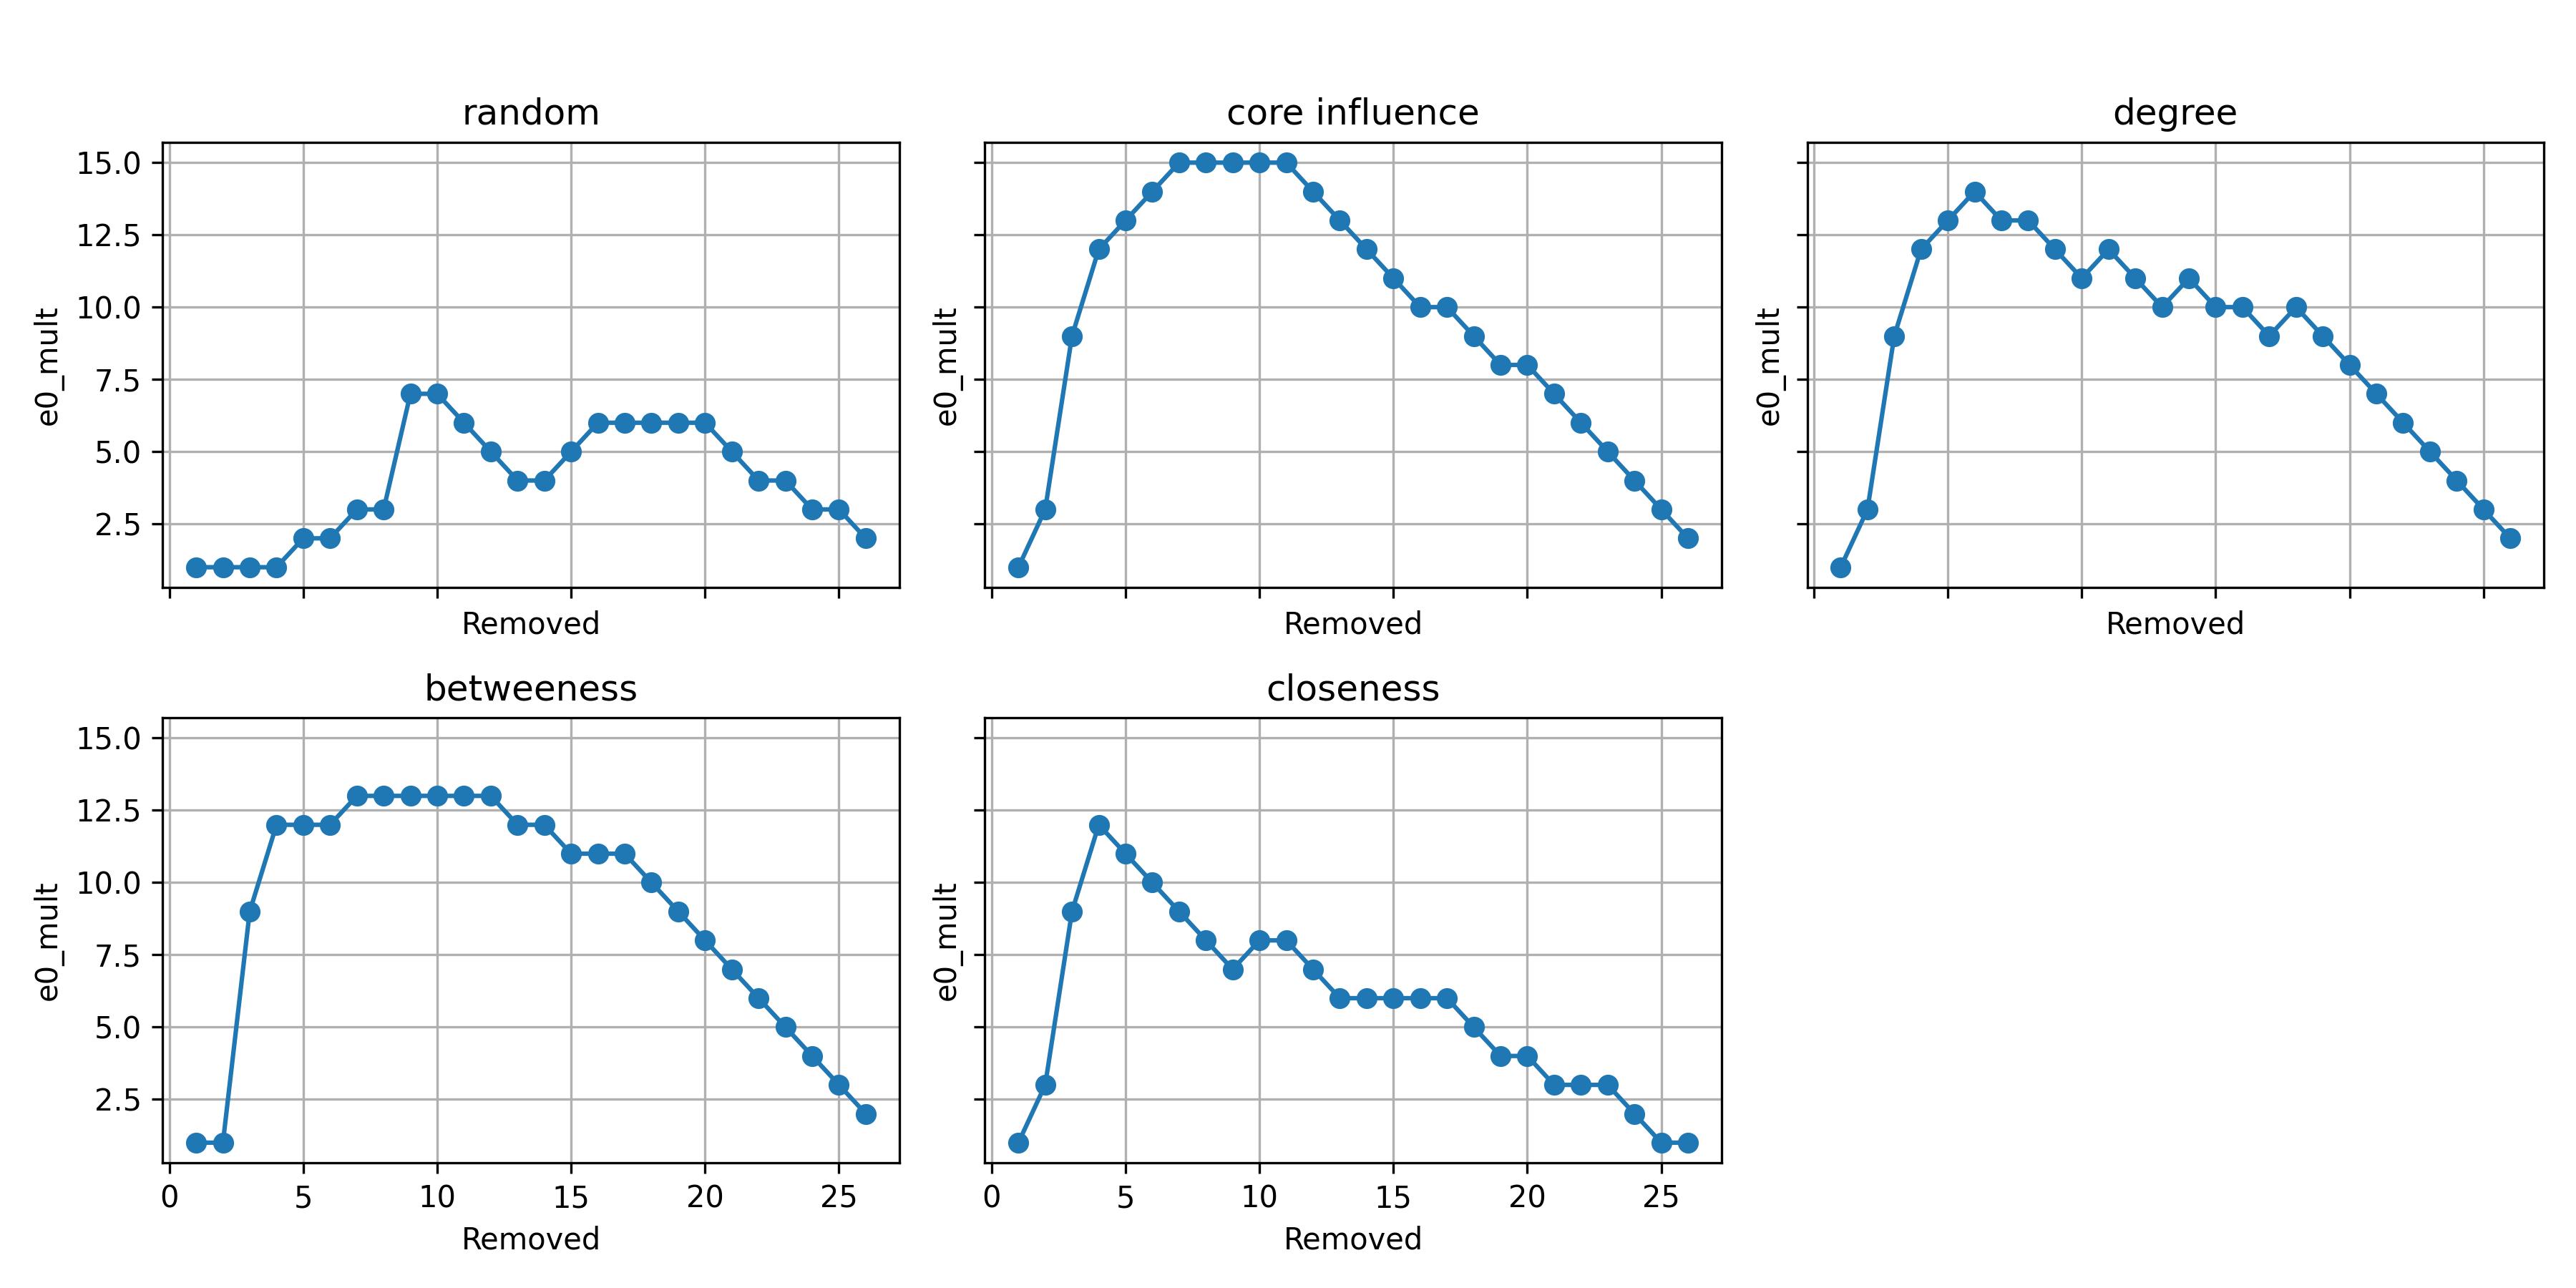 random
core influence
degree
15.0
12.5
10.0
7.5
5.0
2.5
e0_mult
e0_mult
e0_mult
Removed
Removed
Removed
betweeness
closeness
15.0
12.5
10.0
7.5
5.0
2.5
e0_mult
e0_mult
0 5 10 15 20 25
0 5 10 15 20 25
Removed
Removed